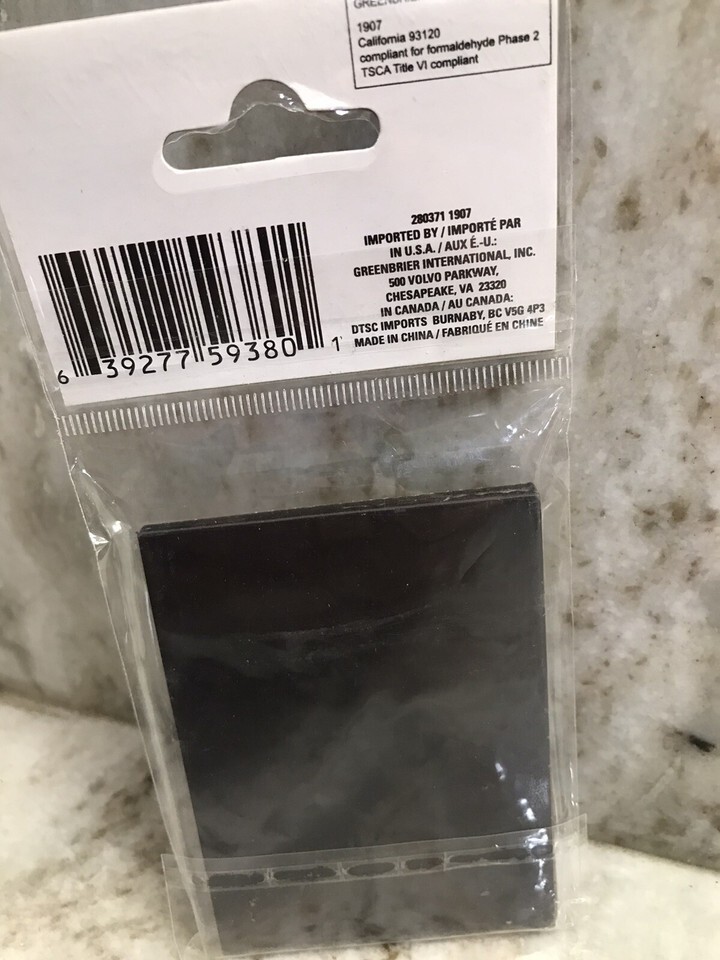 1907
California 93120
compliant for formaldehyde Phase 2
TSCA Title VI compliant
280371 1907
IMPORTED BY / IMPORTÉ PAR
IN U.S.A. / AUX É.-U.:
GREENBRIER INTERNATIONAL, INC.
500 VOLVO PARKWAY,
CHESAPEAKE, VA 23320
IN CANADA / AU CANADA:
DTSC IMPORTS BURNABY, BC V5G 4P3
MADE IN CHINA / FABRIQUÉ EN CHINE
6 39277 59380 1